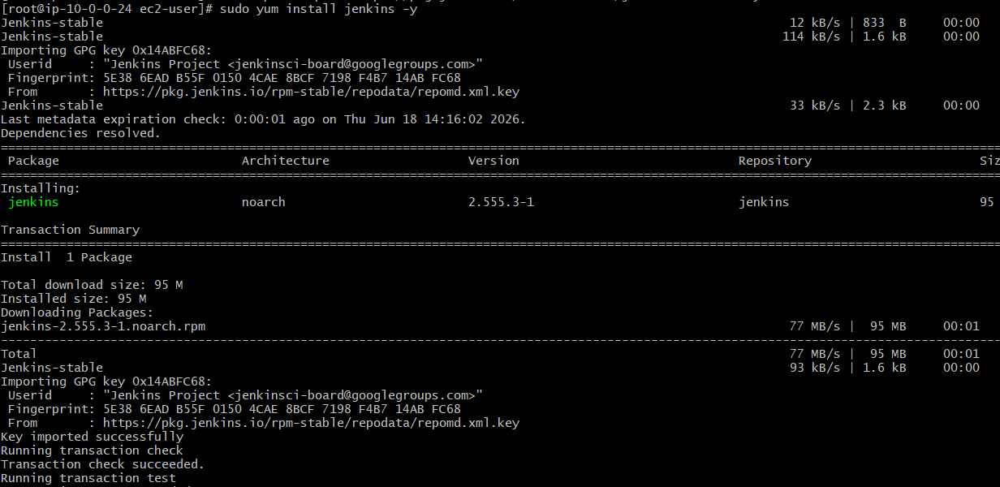 [root@ip-10-0-0-24 ec2-user]# sudo yum install jenkins -y
Jenkins-stable 12 kB/s | 833 B 00:00
Jenkins-stable 114 kB/s | 1.6 kB 00:00
Importing GPG key 0x14ABFC68:
Userid : "Jenkins Project <jenkinsci-board@googlegroups.com>"
Fingerprint: 5E38 6EAD B55F 0150 4CAE 8BCF 7198 F4B7 14AB FC68
From : https://pkg.jenkins.io/rpm-stable/repodata/repomd.xml.key
Jenkins-stable 33 kB/s | 2.3 kB 00:00
Last metadata expiration check: 0:00:01 ago on Thu Jun 18 14:16:02 2026.
Dependencies resolved.
Package Architecture Version Repository Siz
Installing:
jenkins noarch 2.555.3-1 jenkins 95
Transaction Summary
Install 1 Package
Total download size: 95 M
Installed size: 95 M
Downloading Packages:
jenkins-2.555.3-1.noarch.rpm 77 MB/s | 95 MB 00:01
Total 77 MB/s | 95 MB 00:01
Jenkins-stable 93 kB/s | 1.6 kB 00:00
Importing GPG key 0x14ABFC68:
Userid : "Jenkins Project <jenkinsci-board@googlegroups.com>"
Fingerprint: 5E38 6EAD B55F 0150 4CAE 8BCF 7198 F4B7 14AB FC68
From : https://pkg.jenkins.io/rpm-stable/repodata/repomd.xml.key
Key imported successfully
Running transaction check
Transaction check succeeded.
Running transaction test